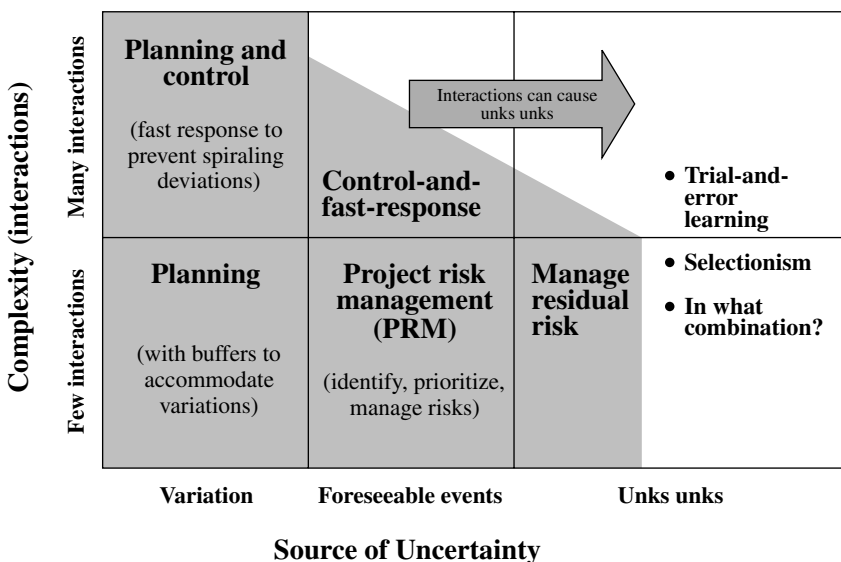 Complexity (interactions)
Many interactions
Few interactions
Planning and
control
(fast response to
prevent spiraling
deviations)
Control-and-
fast-response
Interactions can cause
unks unks
• Trial-and-
error
learning
Planning
(with buffers to
accommodate
variations)
Project risk
management
(PRM)
(identify, prioritize,
manage risks)
Manage
residual
risk
• Selectionism
• In what
combination?
Variation
Foreseeable events
Unks unks
Source of Uncertainty